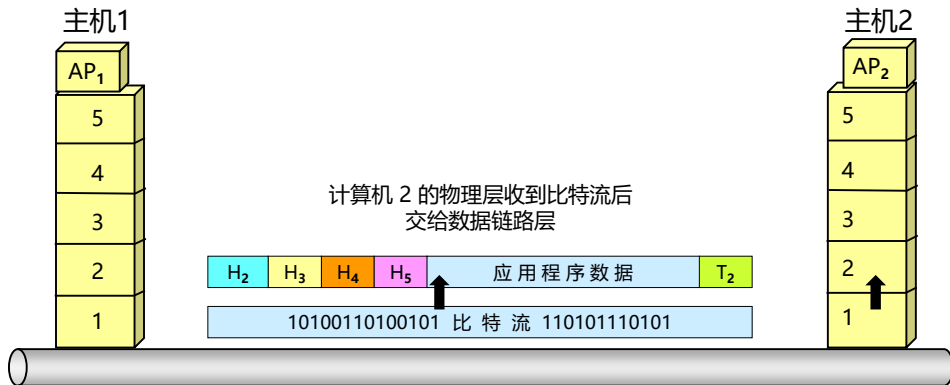 主机1
主机2
AP1
AP2
5
5
4
4
计算机 2 的物理层收到比特流后
交给数据链路层
3
3
H2 H3 H4 H5 应用程序数据 T2
2
2
10100110100101 比特流 110101110101
1
1